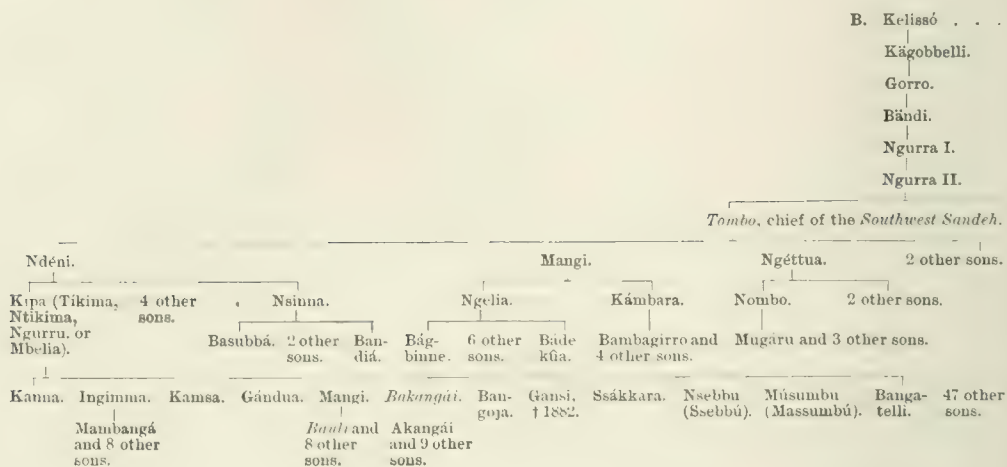 B. Kelissó . . .
Kägobbelli.
Gorro.
Bändi.
Ngurra I.
Ngurra II.
Tombo, chief of the Southwest Sandeh.
Ndéni. Mangi. Ngéttua. 2 other sons.
Kipa (Tíkima, 4 other Nsinna. Ngelia. Kámbara. Nombo. 2 other sons.
Ntikima, sons.
Ngurru, or
Mbelia).
Basubbá. 2 other Ban- Bág- 6 other Bäde Bambagirro and Mugáru and 3 other sons.
sons. diá. binne. sons. kûa. 4 other sons.
Kanna. Ingimma. Kamsa. Gándua. Mangi. Bakangái. Ban- Gansi, Ssákkara. Nsebbu Músumbu Banga- 47 other
goja. † 1882. (Ssebbú). (Massumbú). telli. sons.
Mambangá and Akangái
and 8 other 8 other and 9 other
sons. sons. sons.